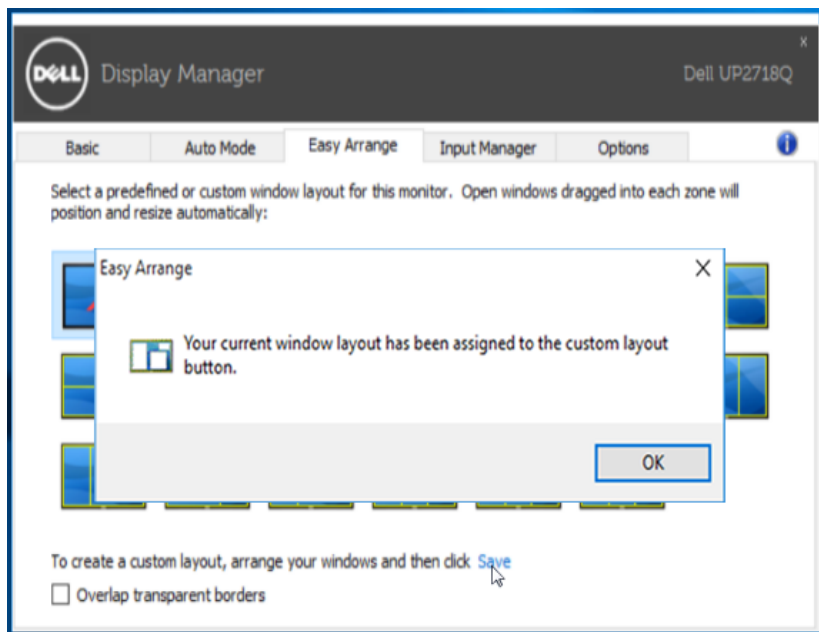 DELL Display Manager
x
Dell UP2718Q
Basic Auto Mode Easy Arrange Input Manager Options
Select a predefined or custom window layout for this monitor. Open windows dragged into each zone will
position and resize automatically:
Easy Arrange
Your current window layout has been assigned to the custom layout
button.
OK
To create a custom layout, arrange your windows and then click Save
Overlap transparent borders